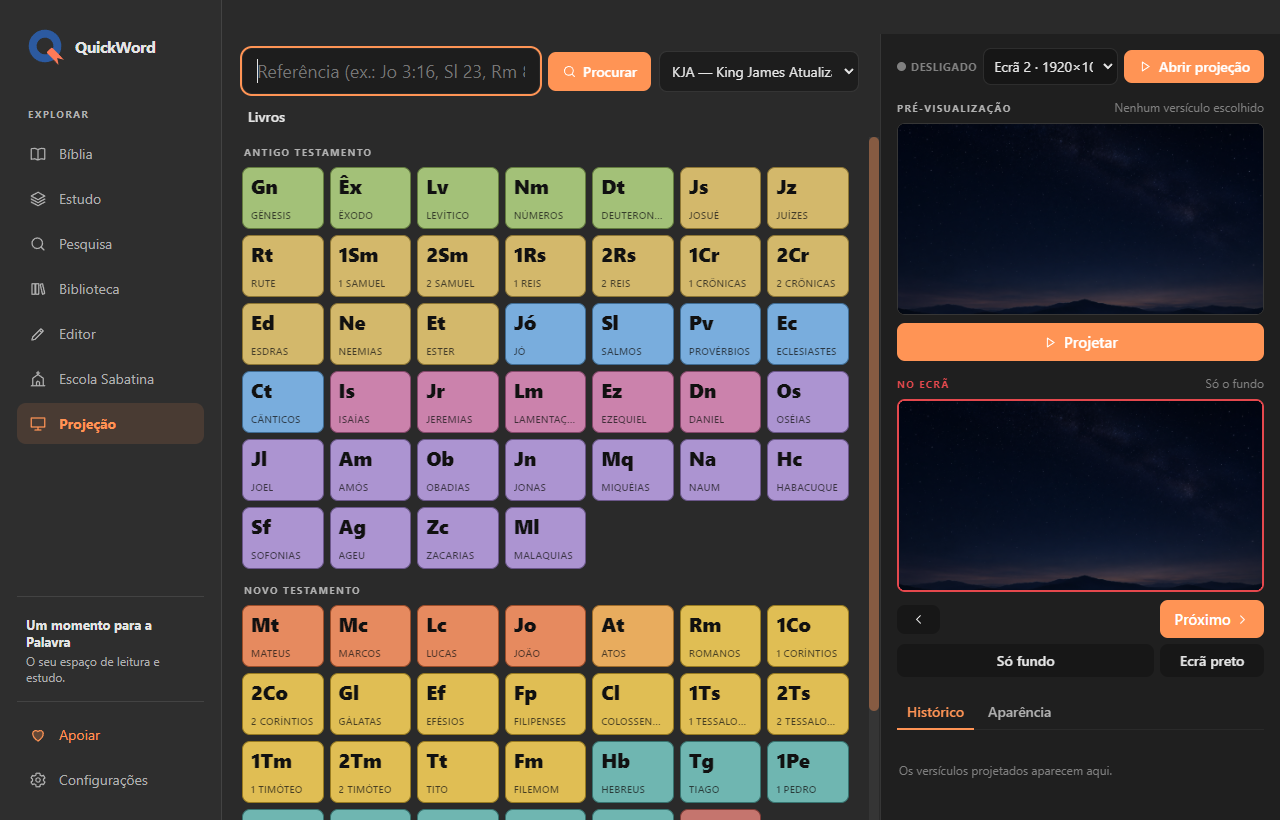 QuickWord
EXPLORAR
Bíblia
Estudo
Pesquisa
Biblioteca
Editor
Escola Sabatina
Projeção
Um momento para a
Palavra
O seu espaço de leitura e
estudo.
Apoiar
Configurações
Referência (ex.: Jo 3:16, Sl 23, Rm 8
Procurar
KJA — King James Atualiz
Livros
ANTIGO TESTAMENTO
Gn Êx Lv Nm Dt Js Jz
GÊNESIS ÊXODO LEVÍTICO NÚMEROS DEUTERON... JOSUÉ JUÍZES
Rt 1Sm 2Sm 1Rs 2Rs 1Cr 2Cr
RUTE 1 SAMUEL 2 SAMUEL 1 REIS 2 REIS 1 CRÔNICAS 2 CRÔNICAS
Ed Ne Et Jó Sl Pv Ec
ESDRAS NEEMIAS ESTER JÓ SALMOS PROVÉRBIOS ECLESIASTES
Ct Is Jr Lm Ez Dn Os
CÂNTICOS ISAÍAS JEREMIAS LAMENTAÇ... EZEQUIEL DANIEL OSÉIAS
Jl Am Ob Jn Mq Na Hc
JOEL AMÓS OBADIAS JONAS MIQUÉIAS NAUM HABACUQUE
Sf Ag Zc Ml
SOFONIAS AGEU ZACARIAS MALAQUIAS
NOVO TESTAMENTO
Mt Mc Lc Jo At Rm 1Co
MATEUS MARCOS LUCAS JOÃO ATOS ROMANOS 1 CORÍNTIOS
2Co Gl Ef Fp Cl 1Ts 2Ts
2 CORÍNTIOS GÁLATAS EFÉSIOS FILIPENSES COLOSSEN... 1 TESSALO... 2 TESSALO...
1Tm 2Tm Tt Fm Hb Tg 1Pe
1 TIMÓTEO 2 TIMÓTEO TITO FILEMOM HEBREUS TIAGO 1 PEDRO
DESLIGADO
Ecrã 2 · 1920×10
Abrir projeção
PRÉ-VISUALIZAÇÃO
Nenhum versículo escolhido
Projetar
NO ECRÃ
Só o fundo
Próximo
Só fundo
Ecrã preto
Histórico
Aparência
Os versículos projetados aparecem aqui.